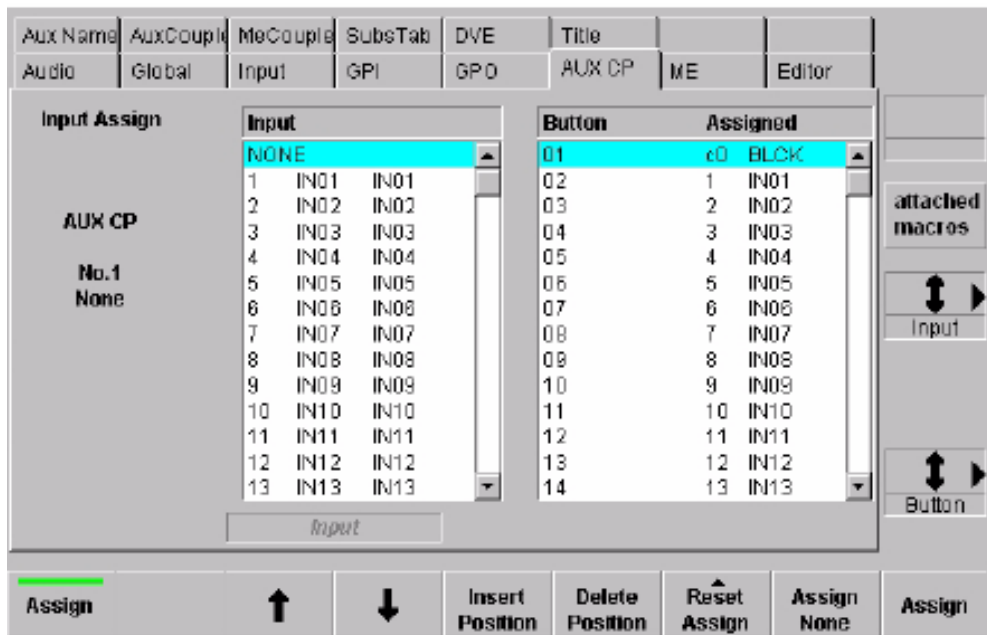 Aux Name AuxCouple MeCouple SubsTab DVE Title
Audio Global Input GPI GPO AUX CP ME Editor
Input Assign
AUX CP
No.1
None
Input
NONE
1 IN01 IN01
2 IN02 IN02
3 IN03 IN03
4 IN04 IN04
5 IN05 IN05
6 IN06 IN06
7 IN07 IN07
8 IN08 IN08
9 IN09 IN09
10 IN10 IN10
11 IN11 IN11
12 IN12 IN12
13 IN13 IN13
Input
Button Assigned
01 c0 BLCK
02 1 IN01
03 2 IN02
04 3 IN03
05 4 IN04
06 5 IN05
07 6 IN06
08 7 IN07
09 8 IN08
10 9 IN09
11 10 IN10
12 11 IN11
13 12 IN12
14 13 IN13
attached
macros
Input
Button
Assign
Insert
Position
Delete
Position
Reset
Assign
Assign
None
Assign